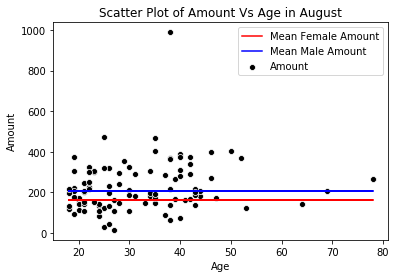 Scatter Plot of Amount Vs Age in August
Mean Female Amount
Mean Male Amount
Amount
1000
800
600
400
200
0
Amount
20
30
40
50
60
70
80
Age